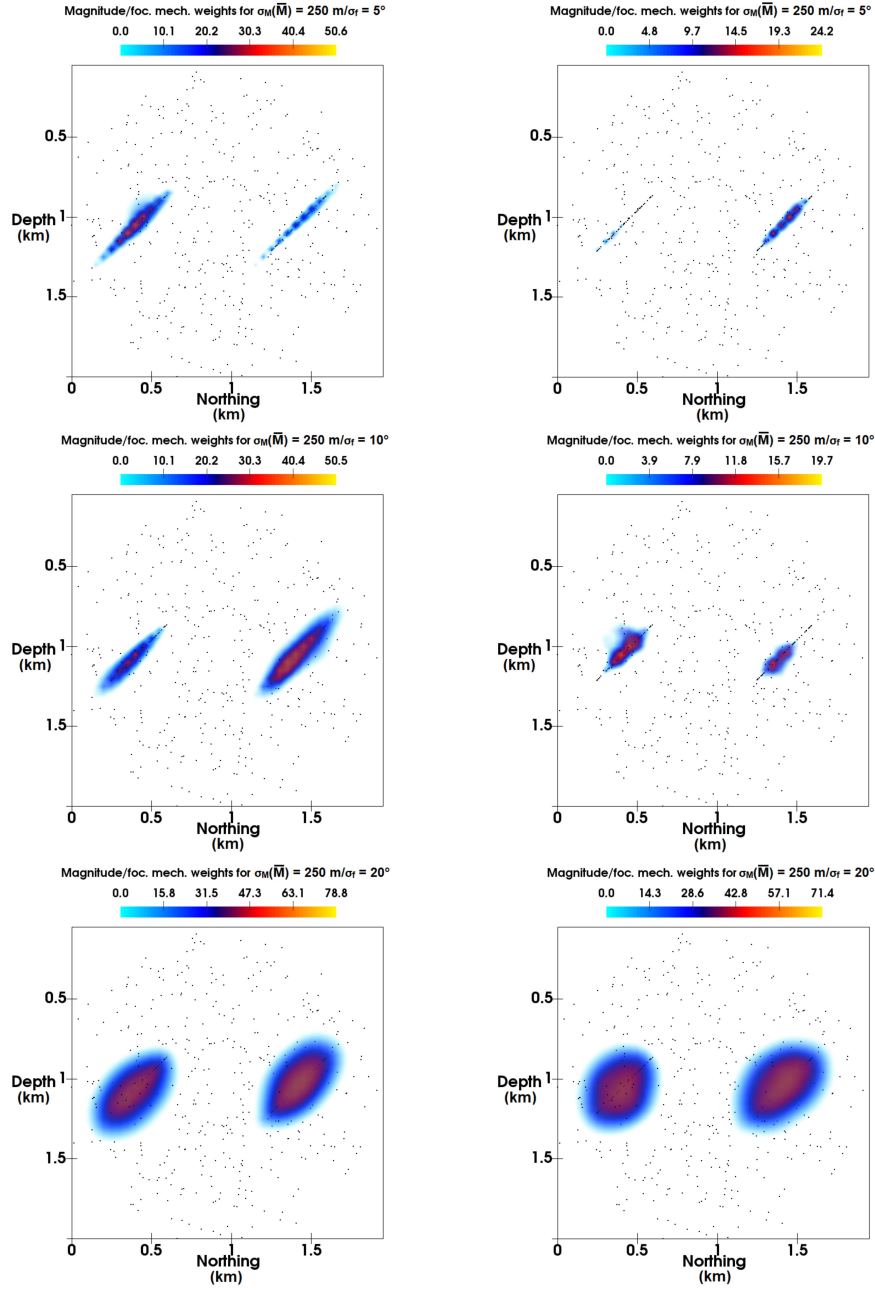 Magnitude/foc. mech. weights for σM(M̅) = 250 m/σf = 5°
0.0 10.1 20.2 30.3 40.4 50.6
0.5
Depth 1
(km)
1.5
0 0.5 1 1.5
Northing
(km)
Magnitude/foc. mech. weights for σM(M̅) = 250 m/σf = 5°
0.0 4.8 9.7 14.5 19.3 24.2
0.5
Depth 1
(km)
1.5
0 0.5 1 1.5
Northing
(km)
Magnitude/foc. mech. weights for σM(M̅) = 250 m/σf = 10°
0.0 10.1 20.2 30.3 40.4 50.5
0.5
Depth 1
(km)
1.5
0 0.5 1 1.5
Northing
(km)
Magnitude/foc. mech. weights for σM(M̅) = 250 m/σf = 10°
0.0 3.9 7.9 11.8 15.7 19.7
0.5
Depth 1
(km)
1.5
0 0.5 1 1.5
Northing
(km)
Magnitude/foc. mech. weights for σM(M̅) = 250 m/σf = 20°
0.0 15.8 31.5 47.3 63.1 78.8
0.5
Depth 1
(km)
1.5
0 0.5 1 1.5
Northing
(km)
Magnitude/foc. mech. weights for σM(M̅) = 250 m/σf = 20°
0.0 14.3 28.6 42.8 57.1 71.4
0.5
Depth 1
(km)
1.5
0 0.5 1 1.5
Northing
(km)